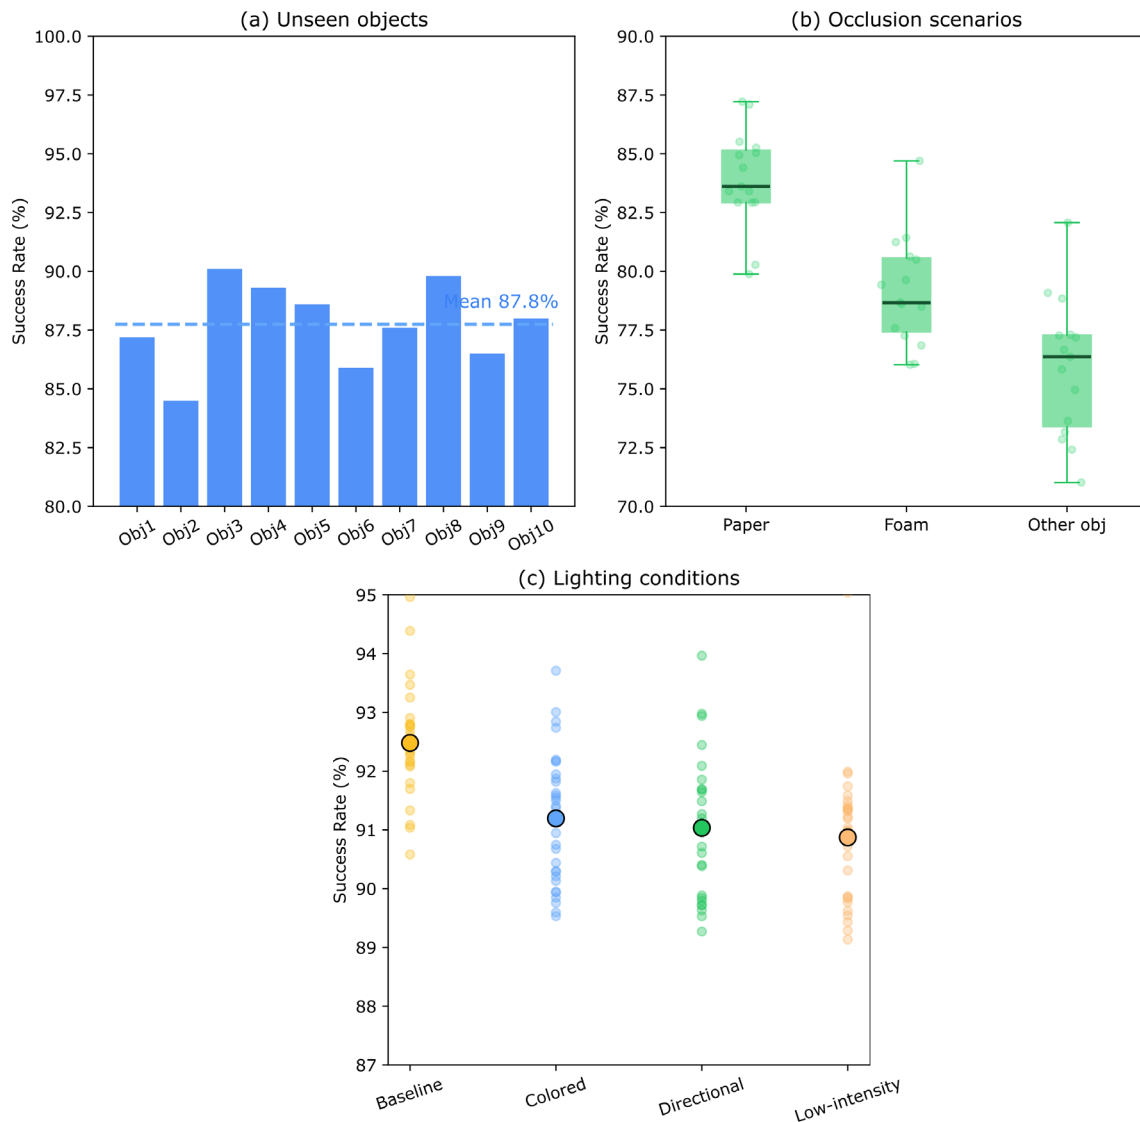 (a) Unseen objects
Success Rate (%)
100.0
97.5
95.0
92.5
90.0
87.5
85.0
82.5
80.0
Mean 87.8%
Obj1
Obj2
Obj3
Obj4
Obj5
Obj6
Obj7
Obj8
Obj9
Obj10
(b) Occlusion scenarios
Success Rate (%)
90.0
87.5
85.0
82.5
80.0
77.5
75.0
72.5
70.0
Paper
Foam
Other obj
(c) Lighting conditions
Success Rate (%)
95
94
93
92
91
90
89
88
87
Baseline
Colored
Directional
Low-intensity